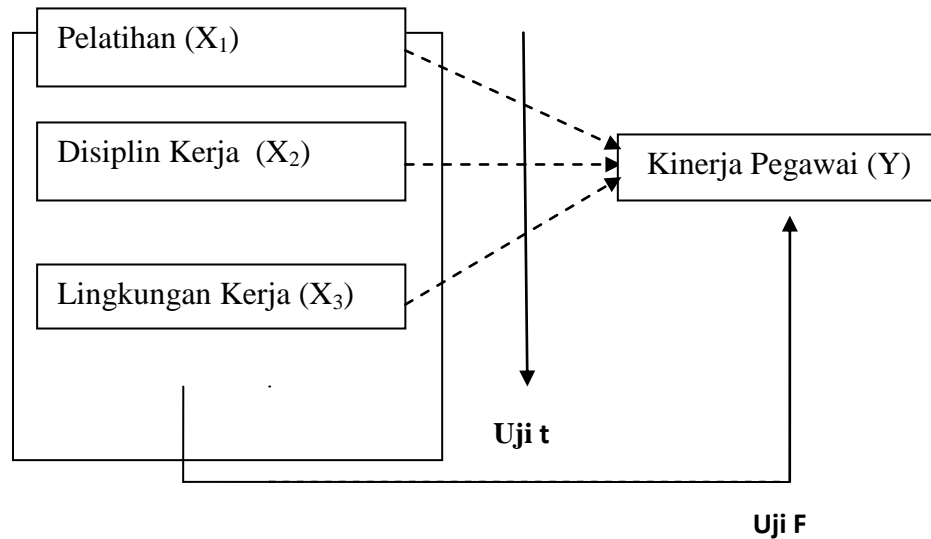 Pelatihan (X₁)
Disiplin Kerja (X₂)
Kinerja Pegawai (Y)
Lingkungan Kerja (X₃)
Uji t
Uji F